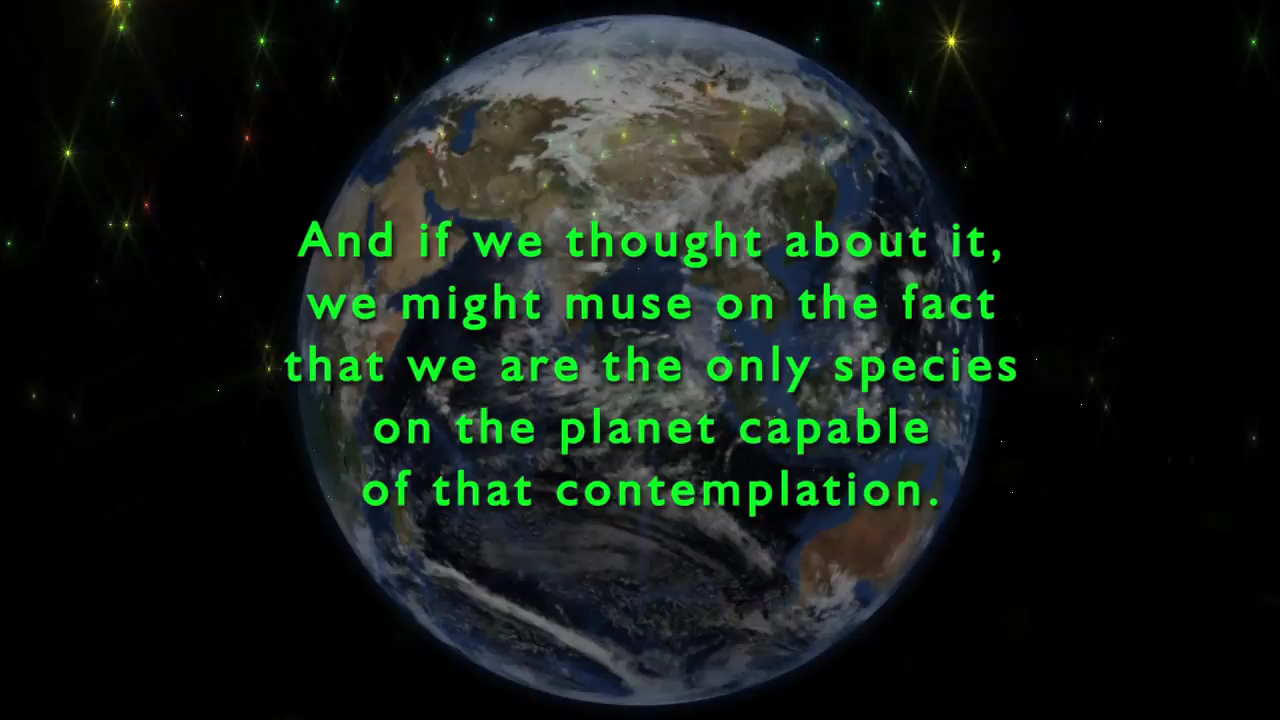 And if we thought about it,
we might muse on the fact
that we are the only species
on the planet capable
of that contemplation.